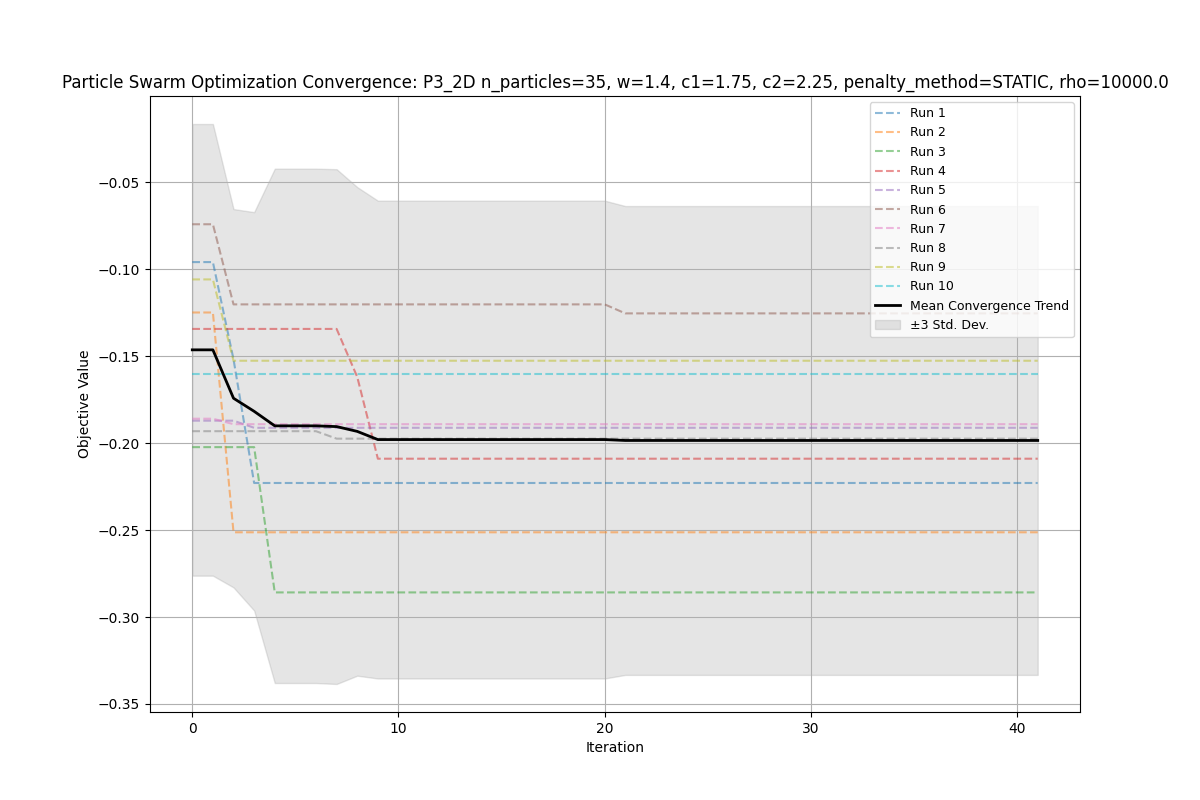 Particle Swarm Optimization Convergence: P3_2D n_particles=35, w=1.4, c1=1.75, c2=2.25, penalty_method=STATIC, rho=10000.0
Run 1
Run 2
Run 3
Run 4
Run 5
Run 6
Run 7
Run 8
Run 9
Run 10
Mean Convergence Trend
±3 Std. Dev.
Objective Value
−0.05
−0.10
−0.15
−0.20
−0.25
−0.30
−0.35
0 10 20 30 40
Iteration